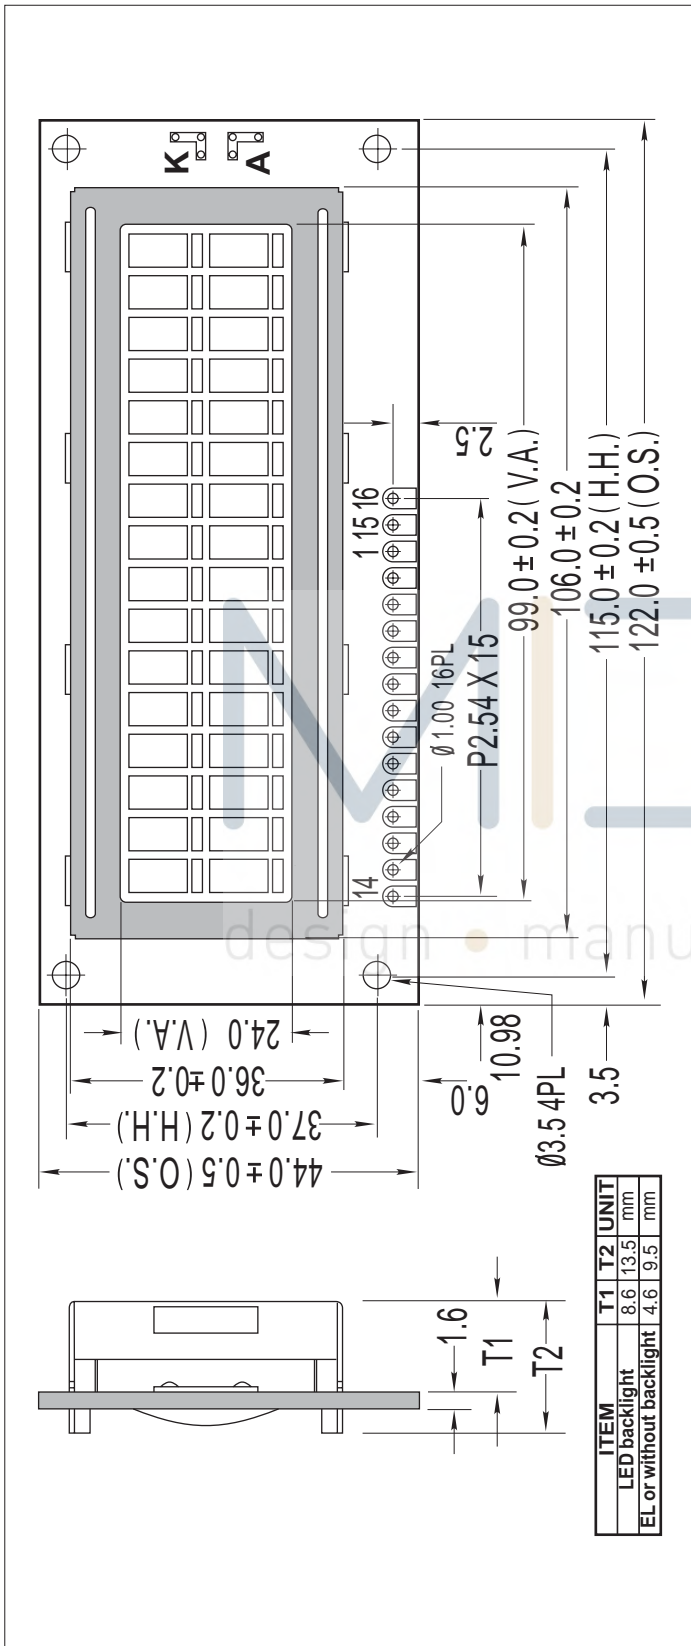 K
A
1 15 16
14
2.5
Ø 1.00 16PL
P2.54 X 15
99.0 ± 0.2 ( V.A.)
106.0 ± 0.2
115.0 ± 0.2 ( H.H.)
122.0 ±0.5 (O.S.)
24.0 ( V.A.)
36.0 ±0.2
37.0 ± 0.2 ( H.H.)
44.0 ± 0.5 (O.S.)
6.0
10.98
Ø3.5 4PL
3.5
1.6
T1
T2
ITEM T1 T2 UNIT
LED backlight 8.6 13.5 mm
EL or without backlight 4.6 9.5 mm
design • manu